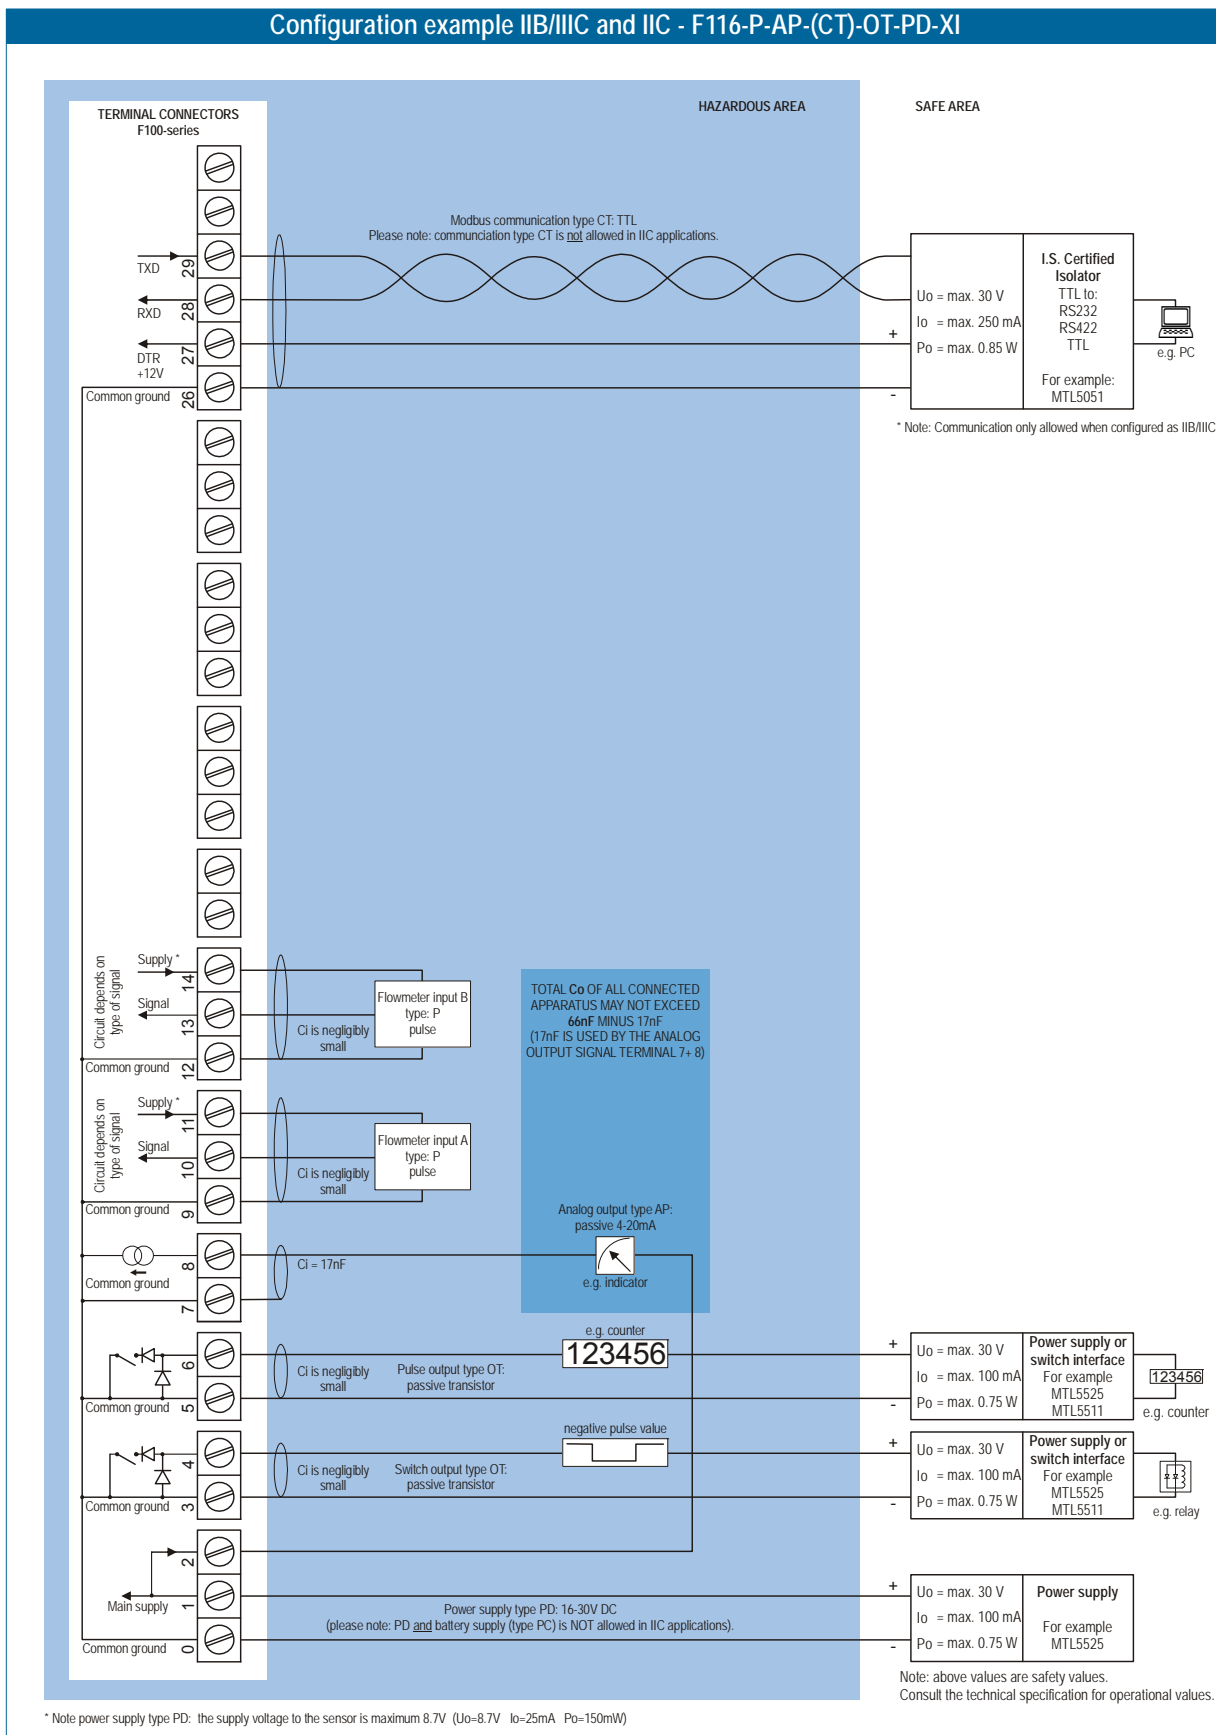 Configuration example IIB/IIIC and IIC - F116-P-AP-(CT)-OT-PD-XI
TERMINAL CONNECTORS
F100-series
HAZARDOUS AREA
SAFE AREA
Modbus communication type CT: TTL
Please note: communciation type CT is not allowed in IIC applications.
TXD
29
RXD
28
DTR
+12V
27
Common ground
26
+
-
Uo = max. 30 V
Io = max. 250 mA
Po = max. 0.85 W
I.S. Certified
Isolator
TTL to:
RS232
RS422
TTL
For example:
MTL5051
e.g. PC
* Note: Communication only allowed when configured as IIB/IIIC
Circuit depends on
type of signal
Supply *
14
Signal
13
Common ground
12
Ci is negligibly
small
Flowmeter input B
type: P
pulse
TOTAL Co OF ALL CONNECTED
APPARATUS MAY NOT EXCEED
66nF MINUS 17nF
(17nF IS USED BY THE ANALOG
OUTPUT SIGNAL TERMINAL 7+ 8)
Circuit depends on
type of signal
Supply *
11
Signal
10
Common ground
9
Ci is negligibly
small
Flowmeter input A
type: P
pulse
Analog output type AP:
passive 4-20mA
e.g. indicator
8
Common ground
7
Ci = 17nF
6
Common ground
5
Ci is negligibly
small
Pulse output type OT:
passive transistor
e.g. counter
123456
+
-
Uo = max. 30 V
Io = max. 100 mA
Po = max. 0.75 W
Power supply or
switch interface
For example
MTL5525
MTL5511
123456
e.g. counter
4
Common ground
3
Ci is negligibly
small
Switch output type OT:
passive transistor
negative pulse value
+
-
Uo = max. 30 V
Io = max. 100 mA
Po = max. 0.75 W
Power supply or
switch interface
For example
MTL5525
MTL5511
e.g. relay
2
Main supply
1
Common ground
0
Power supply type PD: 16-30V DC
(please note: PD and battery supply (type PC) is NOT allowed in IIC applications).
+
-
Uo = max. 30 V
Io = max. 100 mA
Po = max. 0.75 W
Power supply
For example
MTL5525
Note: above values are safety values.
Consult the technical specification for operational values.
* Note power supply type PD: the supply voltage to the sensor is maximum 8.7V (Uo=8.7V Io=25mA Po=150mW)